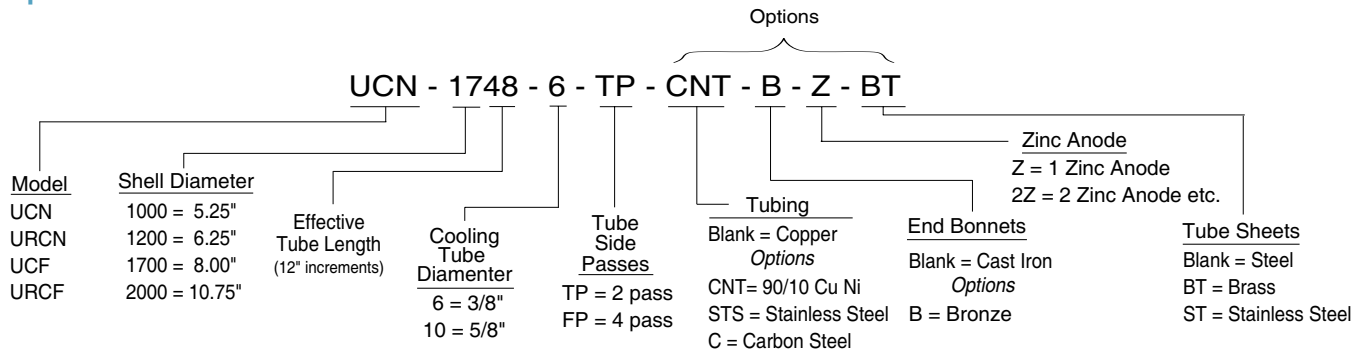 Options
UCN - 1748 - 6 - TP - CNT - B - Z - BT
Model
UCN
URCN
UCF
URCF
Shell Diameter
1000 = 5.25"
1200 = 6.25"
1700 = 8.00"
2000 = 10.75"
Effective
Tube Length
(12" increments)
Cooling
Tube
Diamenter
6 = 3/8"
10 = 5/8"
Tube
Side
Passes
TP = 2 pass
FP = 4 pass
Tubing
Blank = Copper
Options
CNT= 90/10 Cu Ni
STS = Stainless Steel
C = Carbon Steel
End Bonnets
Blank = Cast Iron
Options
B = Bronze
Zinc Anode
Z = 1 Zinc Anode
2Z = 2 Zinc Anode etc.
Tube Sheets
Blank = Steel
BT = Brass
ST = Stainless Steel